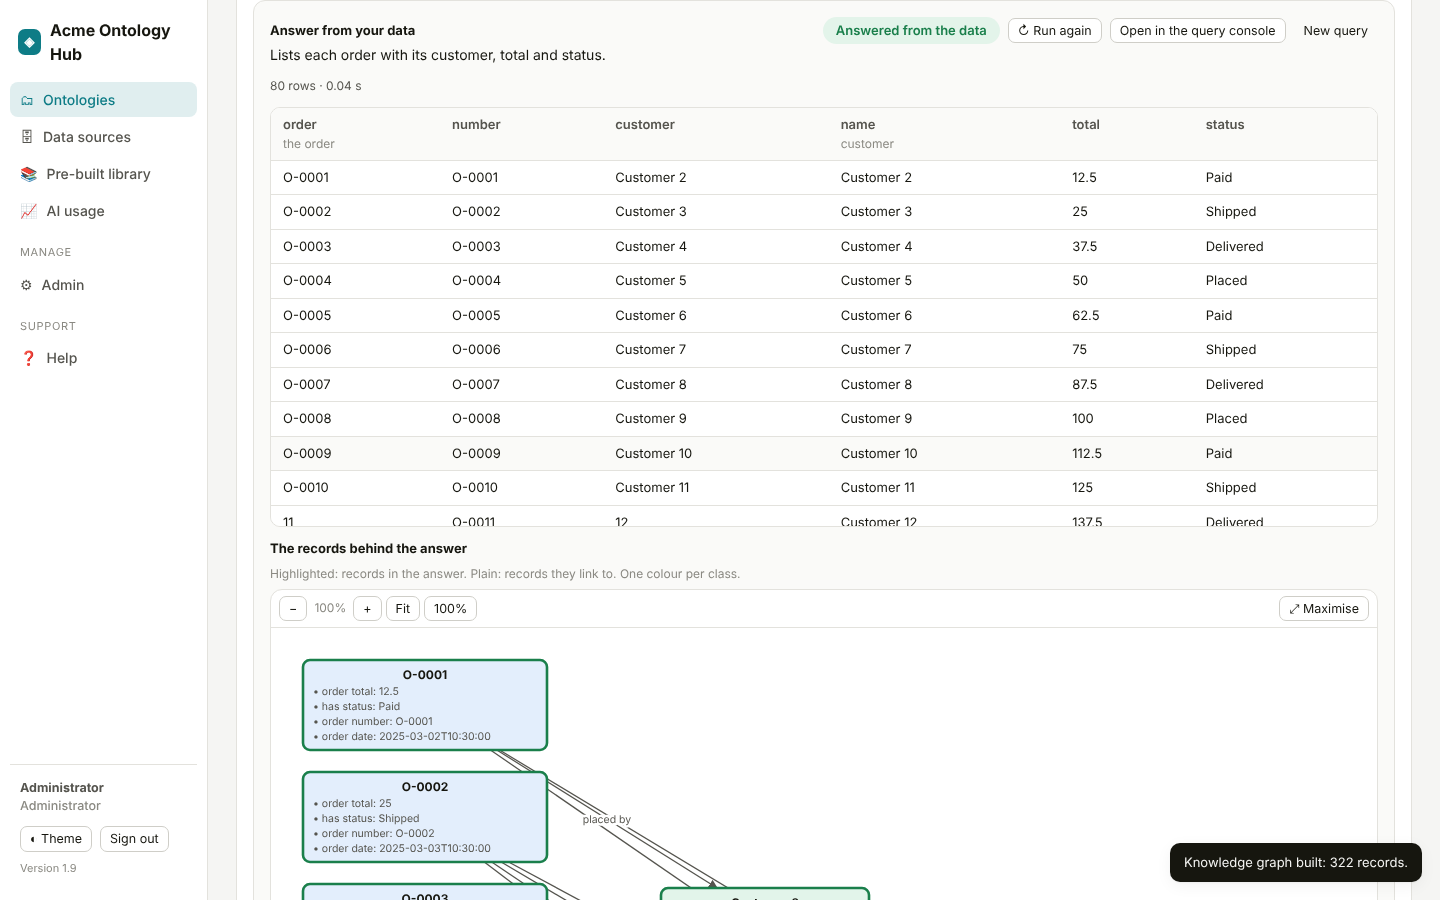 Acme Ontology Hub
Ontologies
Data sources
Pre-built library
AI usage
MANAGE
Admin
SUPPORT
Help
Administrator
Administrator
Theme
Sign out
Version 1.9
Answer from your data
Answered from the data
Run again
Open in the query console
New query
Lists each order with its customer, total and status.
80 rows · 0.04 s
order number customer name total status
the order customer
O-0001 O-0001 Customer 2 Customer 2 12.5 Paid
O-0002 O-0002 Customer 3 Customer 3 25 Shipped
O-0003 O-0003 Customer 4 Customer 4 37.5 Delivered
O-0004 O-0004 Customer 5 Customer 5 50 Placed
O-0005 O-0005 Customer 6 Customer 6 62.5 Paid
O-0006 O-0006 Customer 7 Customer 7 75 Shipped
O-0007 O-0007 Customer 8 Customer 8 87.5 Delivered
O-0008 O-0008 Customer 9 Customer 9 100 Placed
O-0009 O-0009 Customer 10 Customer 10 112.5 Paid
O-0010 O-0010 Customer 11 Customer 11 125 Shipped
11 O-0011 12 Customer 12 137.5 Delivered
The records behind the answer
Highlighted: records in the answer. Plain: records they link to. One colour per class.
− 100% + Fit 100%
Maximise
O-0001
• order total: 12.5
• has status: Paid
• order number: O-0001
• order date: 2025-03-02T10:30:00
O-0002
• order total: 25
• has status: Shipped
• order number: O-0002
• order date: 2025-03-03T10:30:00
placed by
O-0003
Knowledge graph built: 322 records.